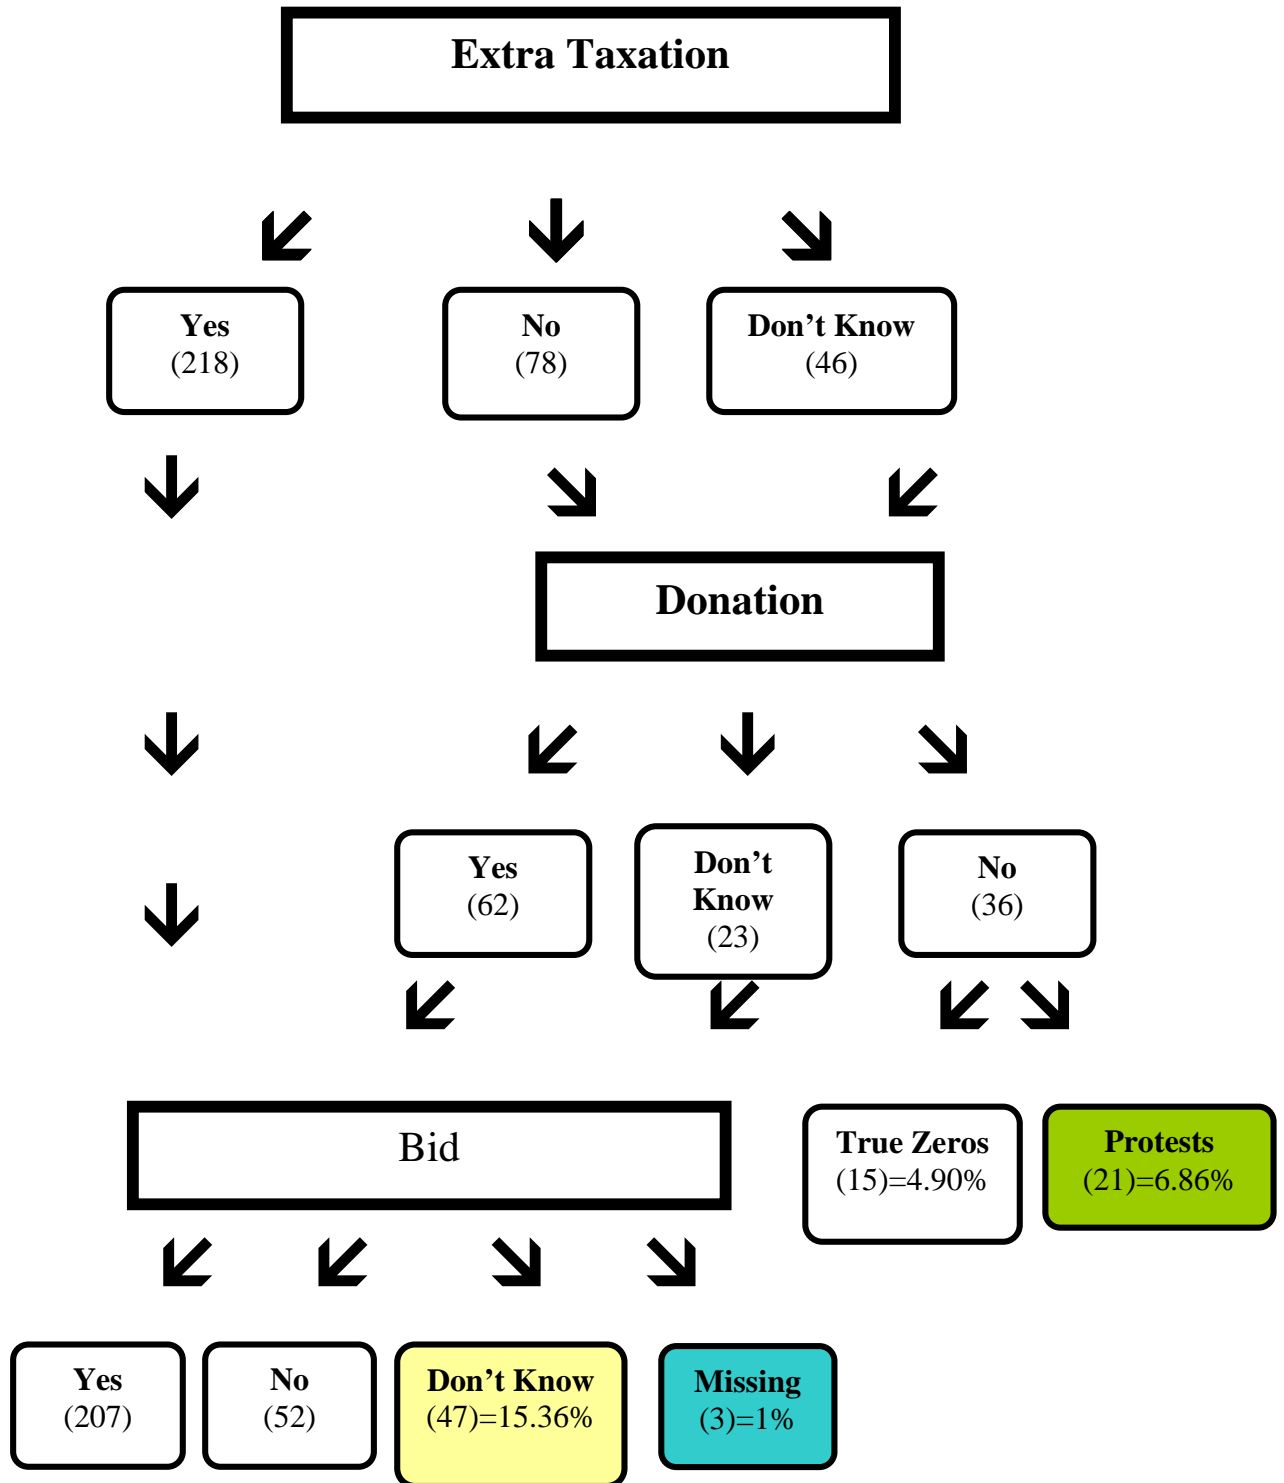 Extra Taxation
Yes
(218)
No
(78)
Don’t Know
(46)
Donation
Yes
(62)
Don't
Know
(23)
No
(36)
Bid
True Zeros
(15)=4.90%
Protests
(21)=6.86%
Yes
(207)
No
(52)
Don’t Know
(47)=15.36%
Missing
(3)=1%